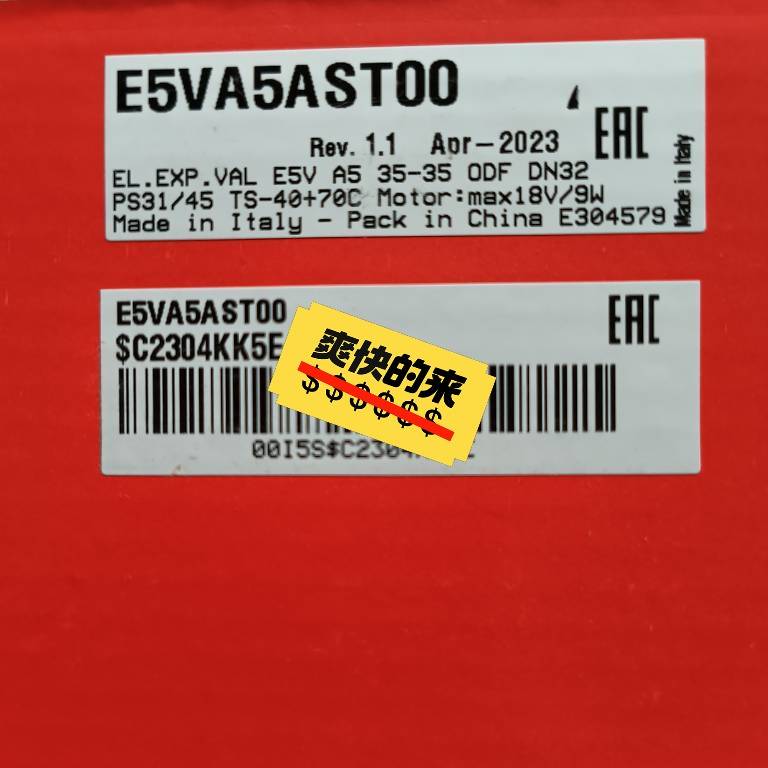 E5VA5AST00
Rev. 1.1 Apr-2023
EAC
EL.EXP.VAL E5V A5 35-35 ODF DN32
PS31/45 TS-40+70C Motor:max18V/9W
Made in Italy - Pack in China E304579
Made in Italy
E5VA5AST00
EAC
$C2304KK5E
爽快的来
$$$$$$
00I5S$C2304